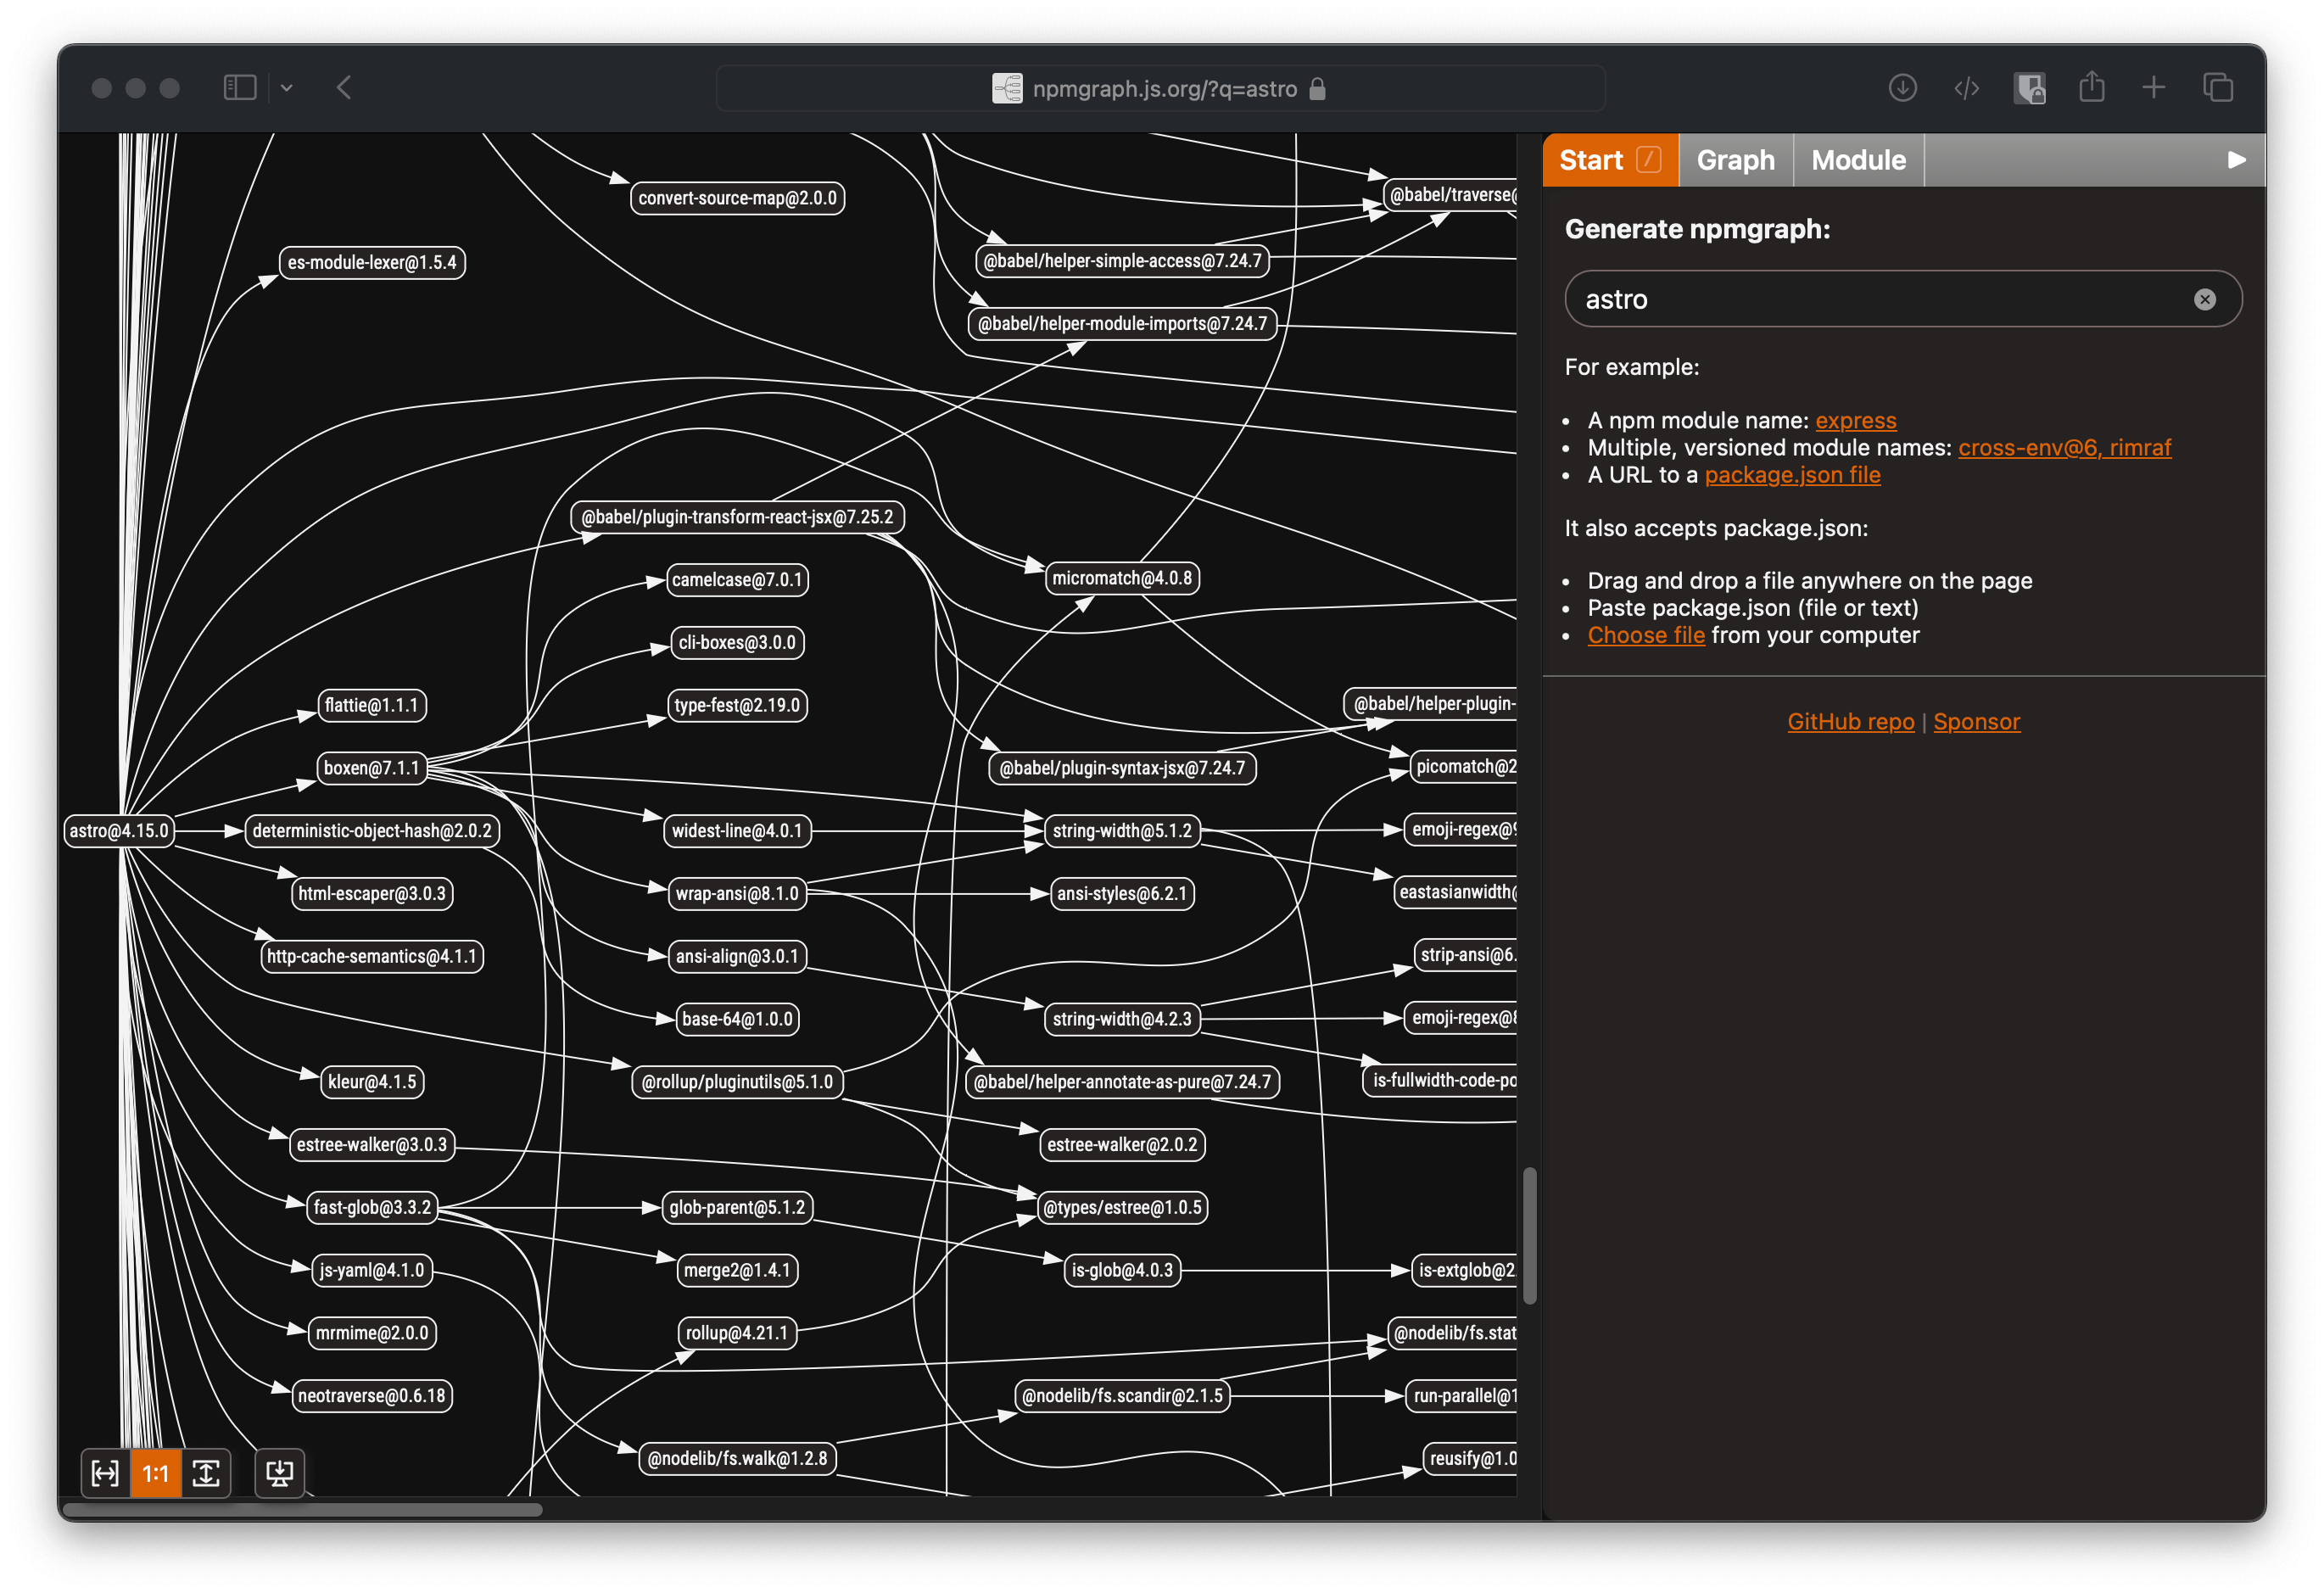 npmgraph.js.org/?q=astro
convert-source-map@2.0.0
@babel/traverse@
es-module-lexer@1.5.4
@babel/helper-simple-access@7.24.7
@babel/helper-module-imports@7.24.7
@babel/plugin-transform-react-jsx@7.25.2
camelcase@7.0.1
micromatch@4.0.8
cli-boxes@3.0.0
flattie@1.1.1
type-fest@2.19.0
@babel/helper-plugin-
boxen@7.1.1
@babel/plugin-syntax-jsx@7.24.7
picomatch@2
astro@4.15.0
deterministic-object-hash@2.0.2
widest-line@4.0.1
string-width@5.1.2
emoji-regex@9
html-escaper@3.0.3
wrap-ansi@8.1.0
ansi-styles@6.2.1
eastasianwidth@
http-cache-semantics@4.1.1
ansi-align@3.0.1
strip-ansi@6.
base-64@1.0.0
string-width@4.2.3
emoji-regex@8
kleur@4.1.5
@rollup/pluginutils@5.1.0
@babel/helper-annotate-as-pure@7.24.7
is-fullwidth-code-po
estree-walker@3.0.3
estree-walker@2.0.2
fast-glob@3.3.2
glob-parent@5.1.2
@types/estree@1.0.5
js-yaml@4.1.0
merge2@1.4.1
is-glob@4.0.3
is-extglob@2.
mrmime@2.0.0
rollup@4.21.1
@nodelib/fs.stat
neotraverse@0.6.18
@nodelib/fs.scandir@2.1.5
run-parallel@1
@nodelib/fs.walk@1.2.8
reusify@1.0
1:1
Start /
Graph
Module
Generate npmgraph:
astro
For example:
• A npm module name: express
• Multiple, versioned module names: cross-env@6, rimraf
• A URL to a package.json file
It also accepts package.json:
• Drag and drop a file anywhere on the page
• Paste package.json (file or text)
• Choose file from your computer
GitHub repo | Sponsor